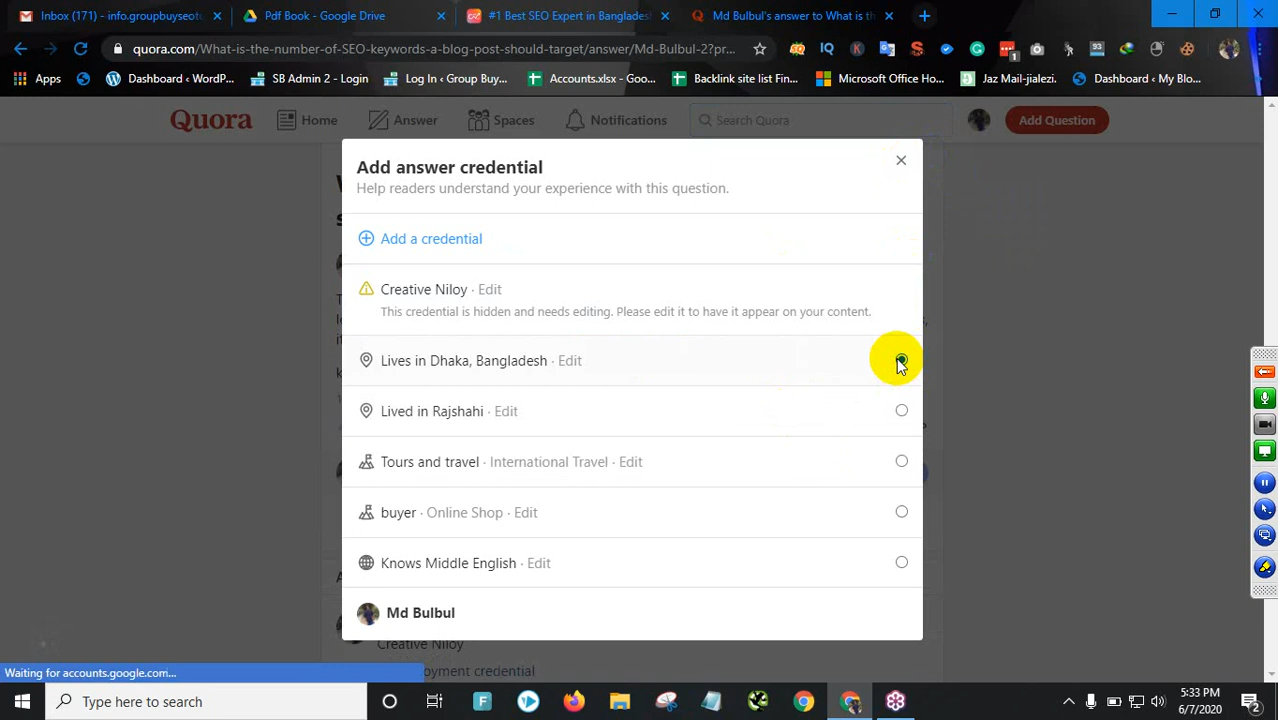 Inbox (171) - info.groupbuyseoto
Pdf Book - Google Drive
#1 Best SEO Expert in Bangladesh
Md Bulbul's answer to What is th
quora.com/What-is-the-number-of-SEO-keywords-a-blog-post-should-target/answer/Md-Bulbul-2?pr...
Apps
Dashboard ‹ WordP...
SB Admin 2 - Login
Log In ‹ Group Buy...
Accounts.xlsx - Goo...
Backlink site list Fin...
Microsoft Office Ho...
Jaz Mail-jialezi.
Dashboard ‹ My Blo...
Quora
Home
Answer
Spaces
Notifications
Search Quora
Add Question
Add answer credential
Help readers understand your experience with this question.
Add a credential
Creative Niloy · Edit
This credential is hidden and needs editing. Please edit it to have it appear on your content.
Lives in Dhaka, Bangladesh · Edit
Lived in Rajshahi · Edit
Tours and travel · International Travel · Edit
buyer · Online Shop · Edit
Knows Middle English · Edit
Md Bulbul
Creative Niloy
loyment credential
Waiting for accounts.google.com...
Type here to search
5:33 PM
6/7/2020